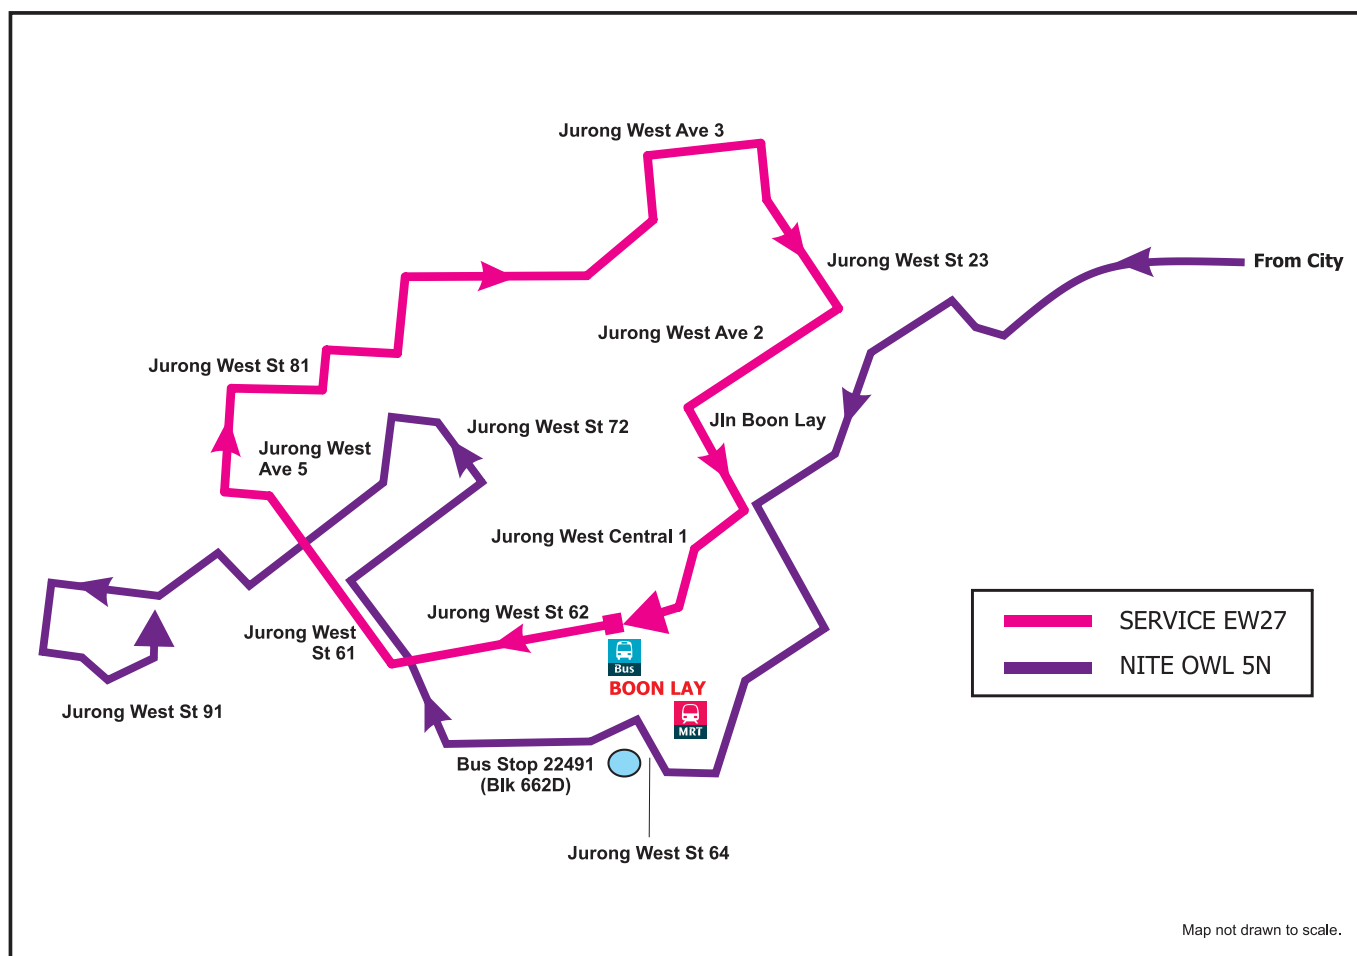 Jurong West Ave 3
Jurong West St 23
From City
Jurong West Ave 2
Jurong West St 81
Jln Boon Lay
Jurong West St 72
Jurong West
Ave 5
Jurong West Central 1
Jurong West St 62
Jurong West
St 61
Bus
BOON LAY
MRT
SERVICE EW27
NITE OWL 5N
Jurong West St 91
Bus Stop 22491
(Blk 662D)
Jurong West St 64
Map not drawn to scale.